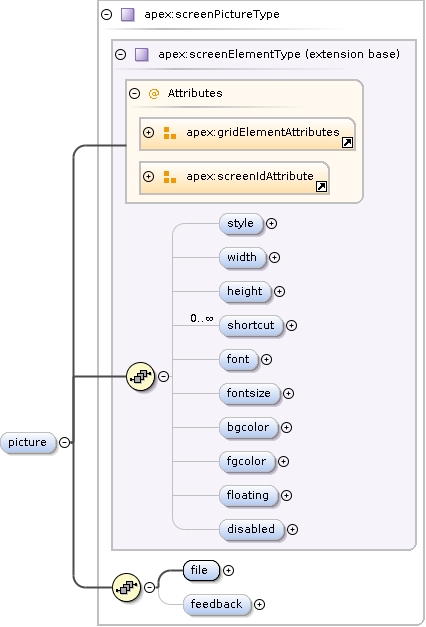 apex:screenPictureType
apex:screenElementType (extension base)
@ Attributes
apex:gridElementAttributes
apex:screenIdAttribute
style
width
height
0..∞
shortcut
font
fontsize
bgcolor
fgcolor
floating
disabled
picture
file
feedback